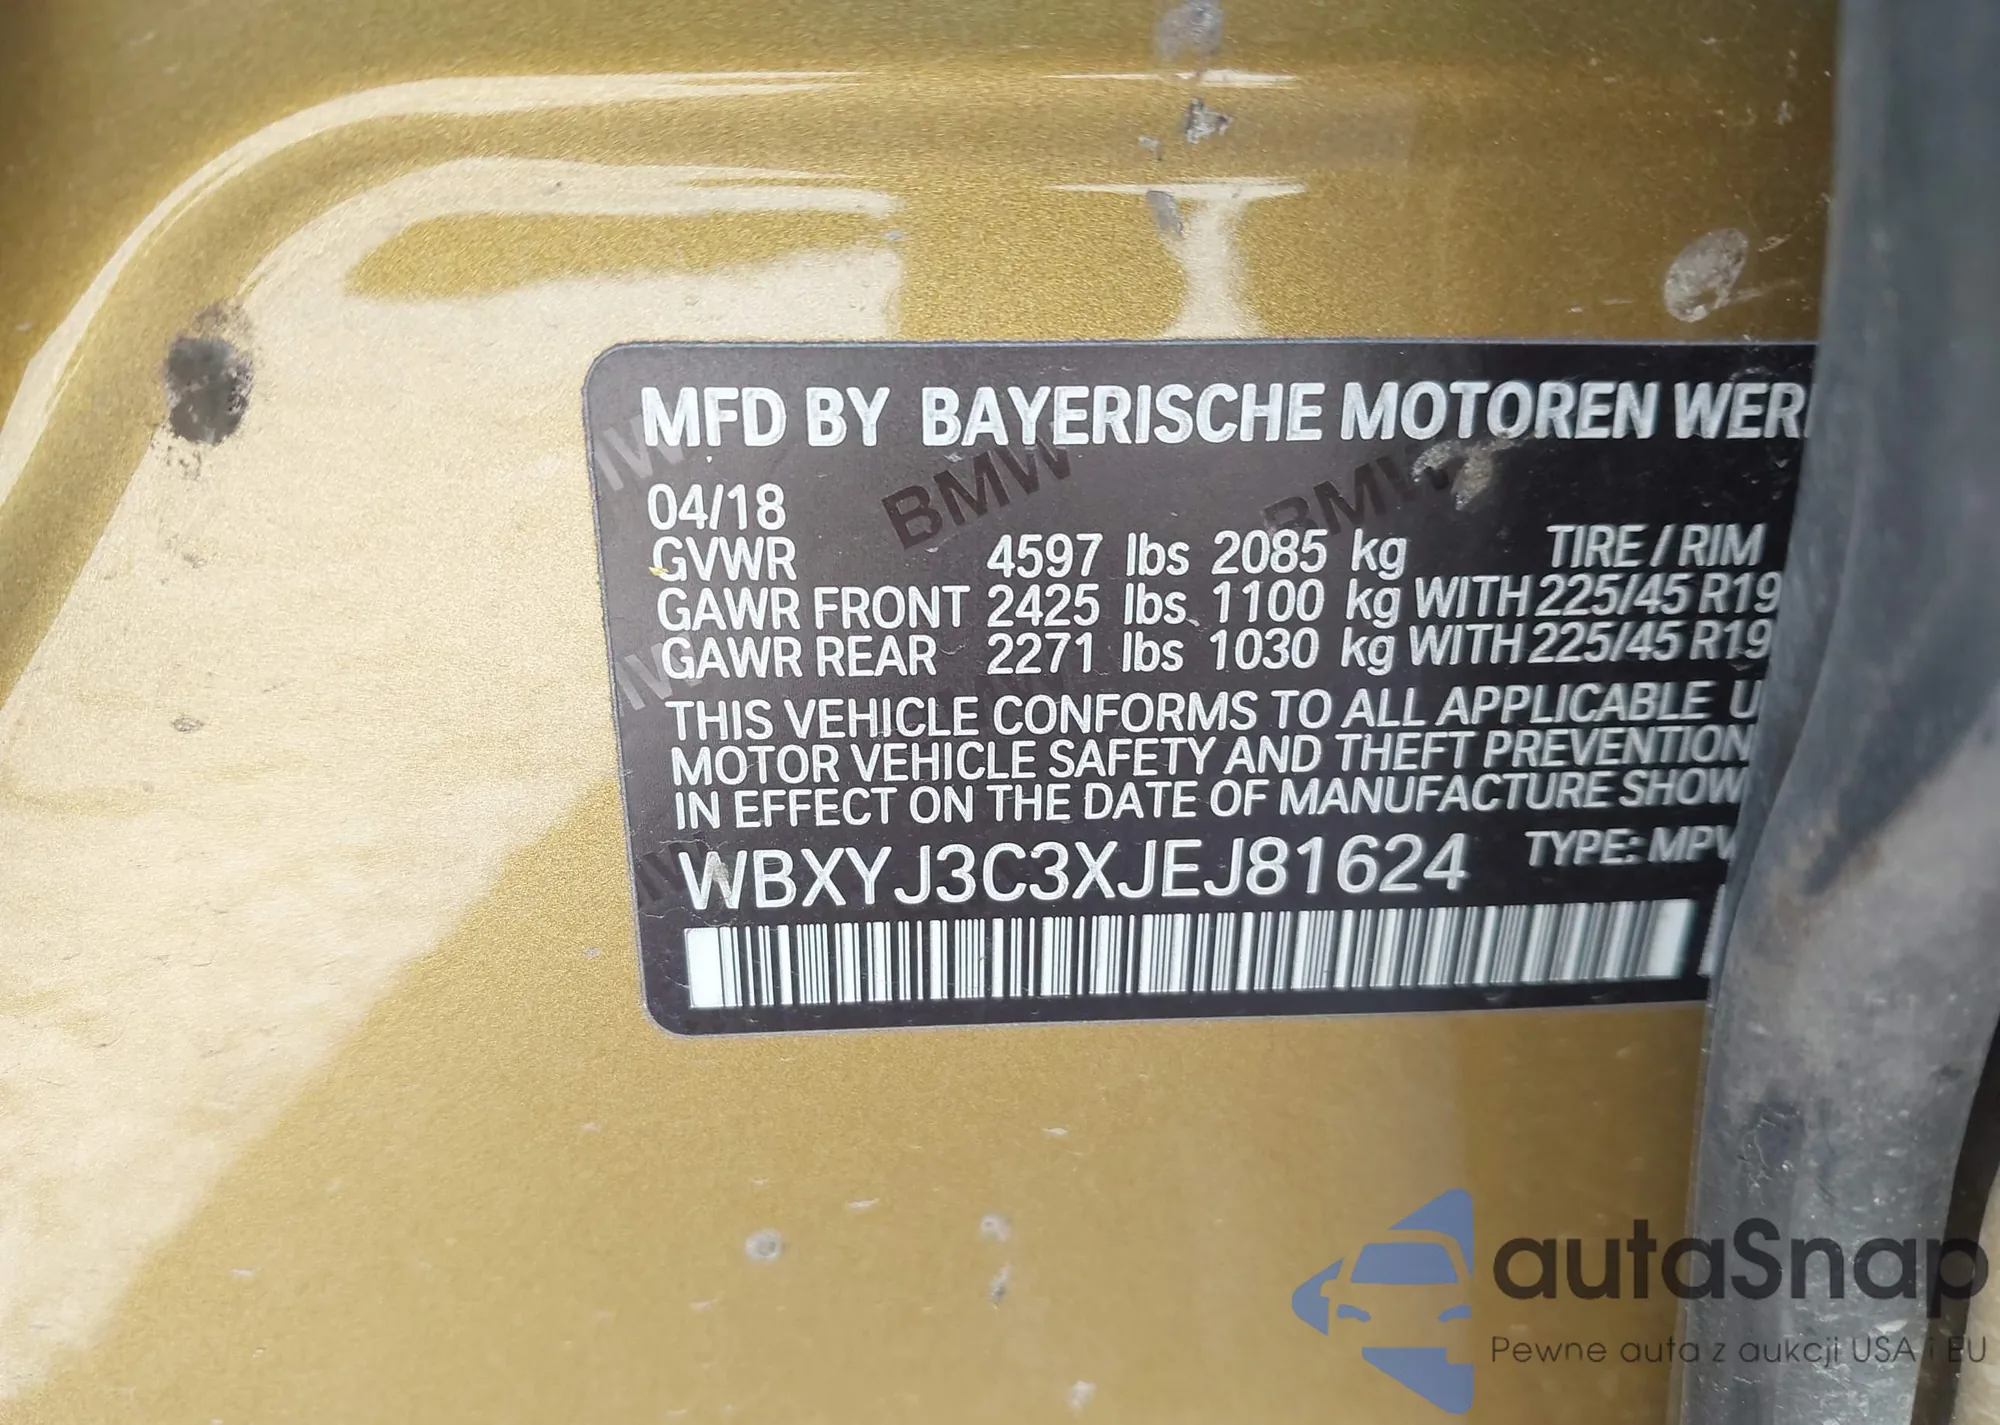 MFD BY BAYERISCHE MOTOREN WER
04/18
GVWR 4597 lbs 2085 kg TIRE / RIM
GAWR FRONT 2425 lbs 1100 kg WITH 225/45 R19
GAWR REAR 2271 lbs 1030 kg WITH 225/45 R19
THIS VEHICLE CONFORMS TO ALL APPLICABLE U
MOTOR VEHICLE SAFETY AND THEFT PREVENTION
IN EFFECT ON THE DATE OF MANUFACTURE SHOW
WBXYJ3C3XJEJ81624 TYPE: MPV
BMW BMW
autaSnap
Pewne auta z aukcji USA i EU